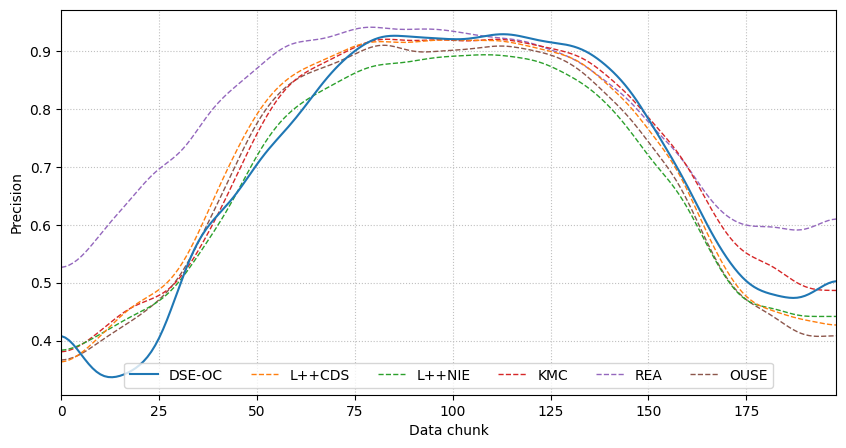 Precision
0.9
0.8
0.7
0.6
0.5
0.4
DSE-OC L++CDS L++NIE KMC REA OUSE
0 25 50 75 100 125 150 175
Data chunk